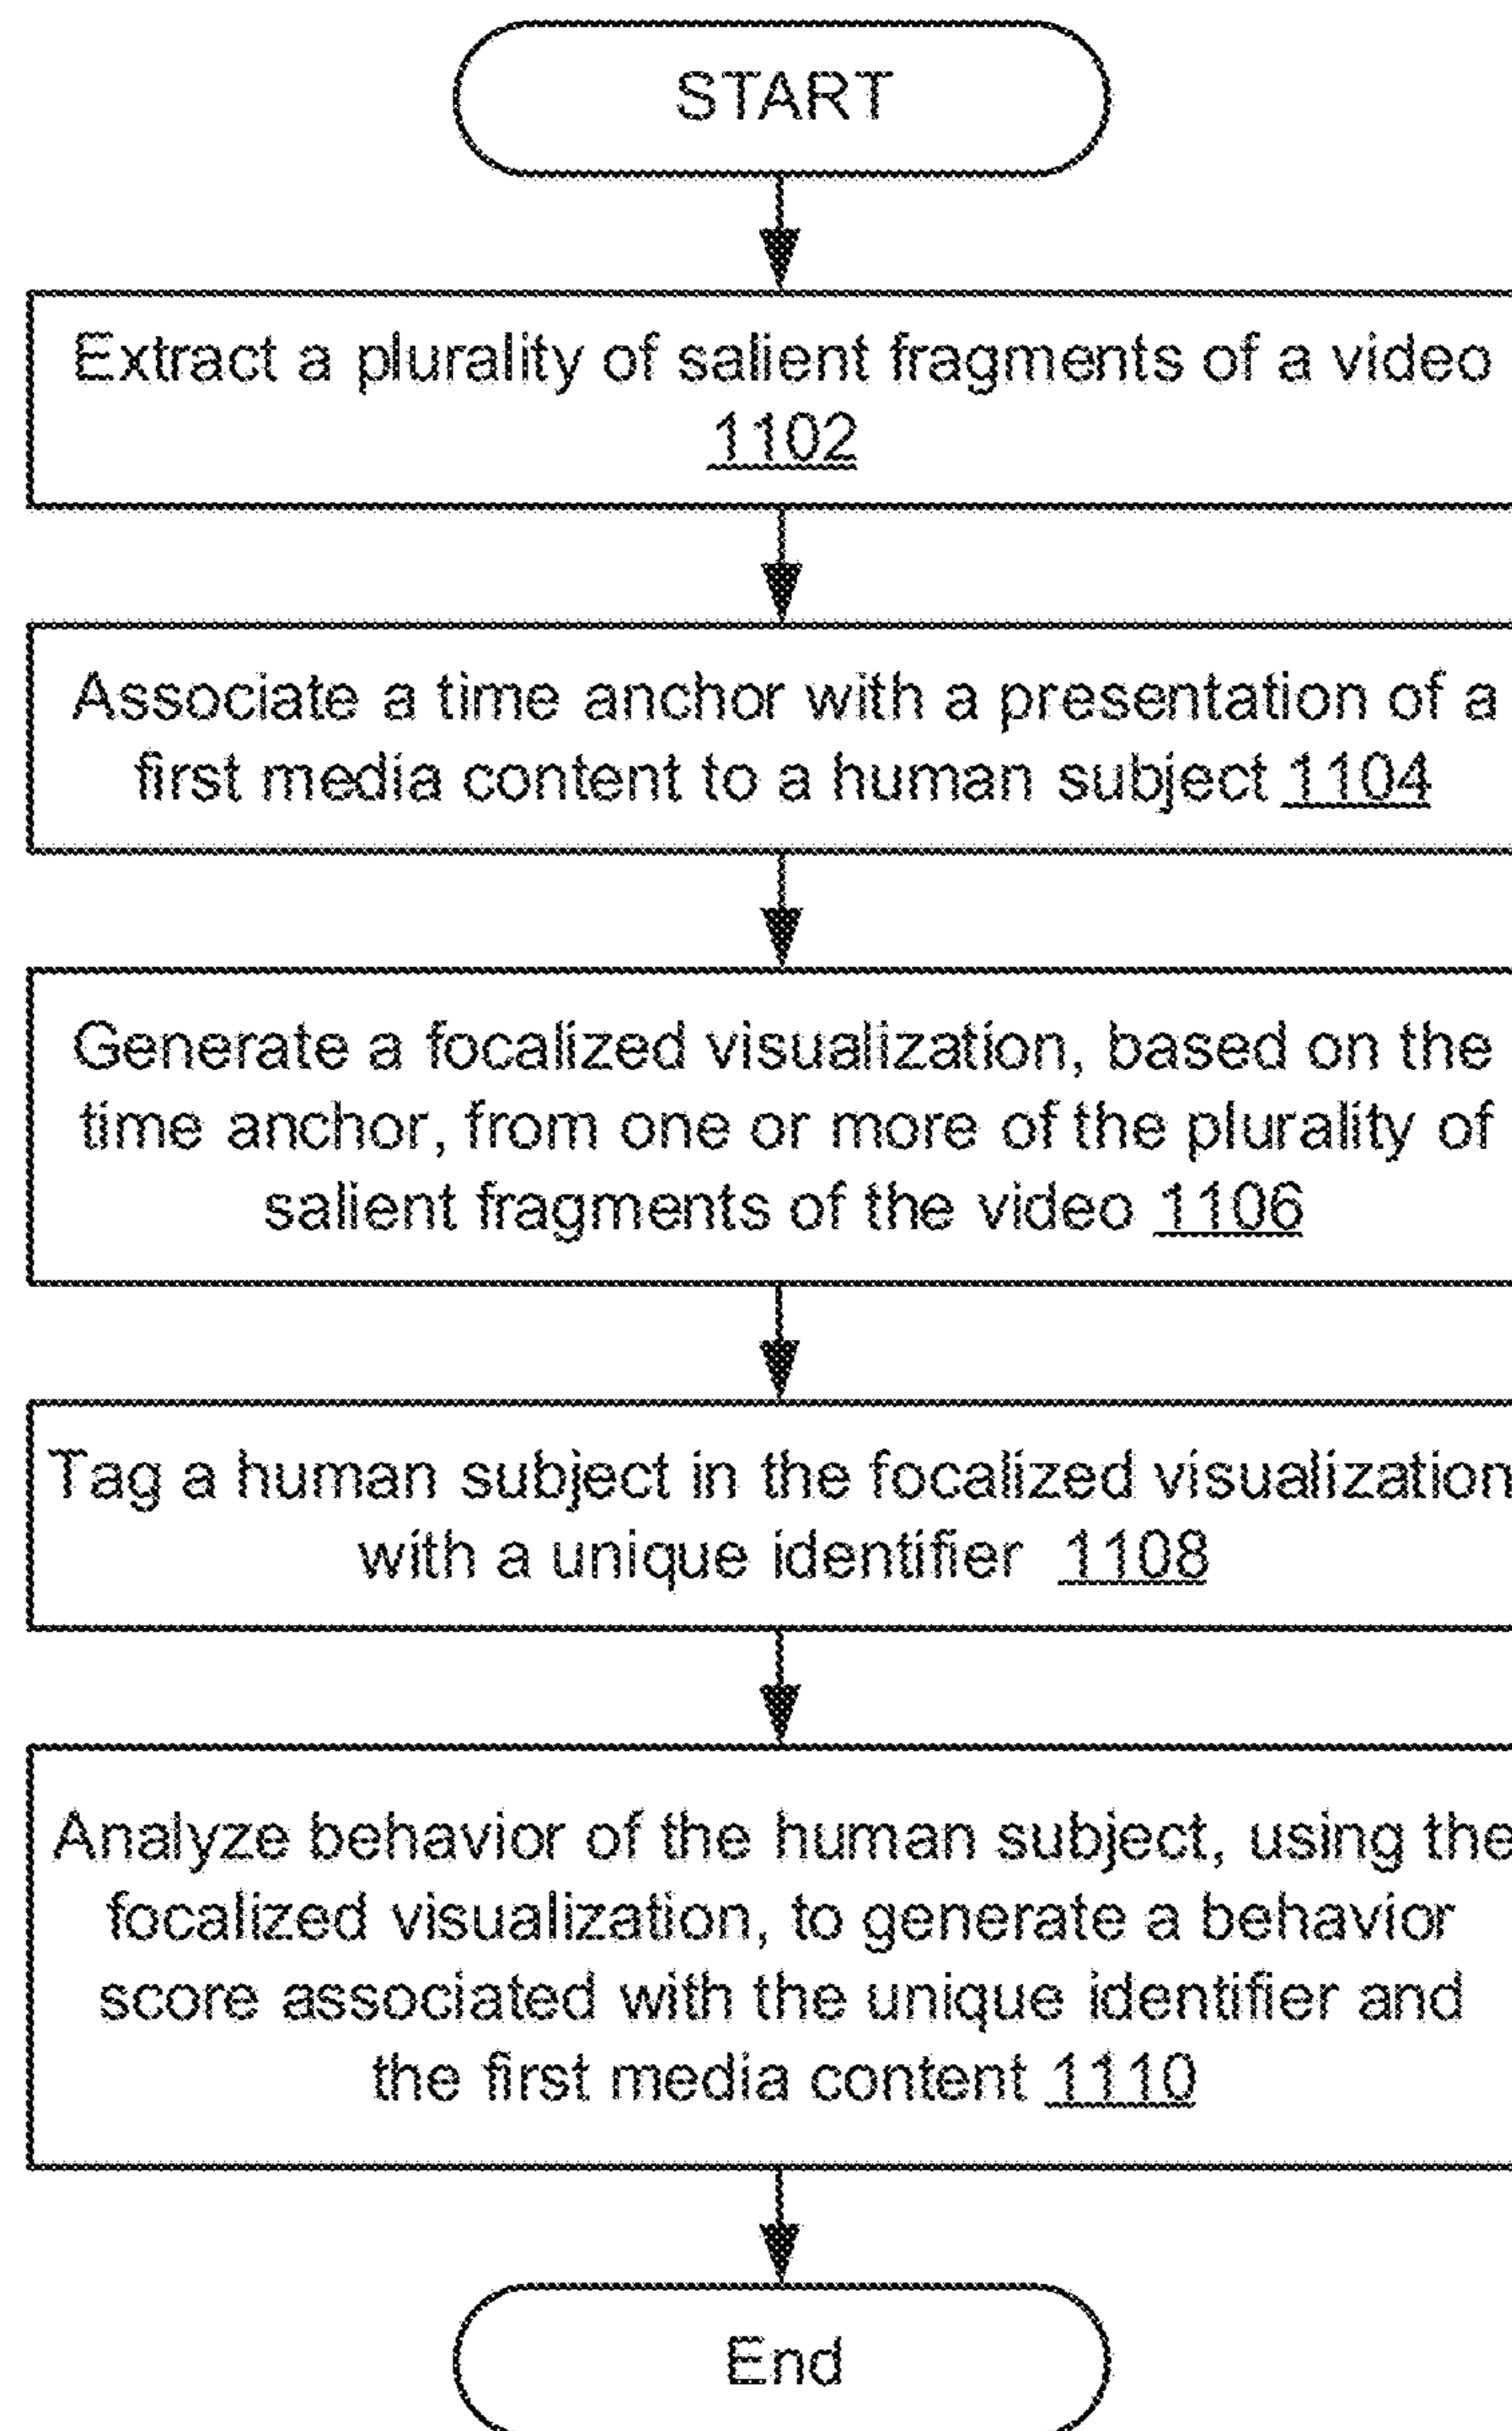 START
Extract a plurality of salient fragments of a video
1102
Associate a time anchor with a presentation of a
first media content to a human subject 1104
Generate a focalized visualization, based on the
time anchor, from one or more of the plurality of
salient fragments of the video 1106
Tag a human subject in the focalized visualization
with a unique identifier 1108
Analyze behavior of the human subject, using the
focalized visualization, to generate a behavior
score associated with the unique identifier and
the first media content 1110
End